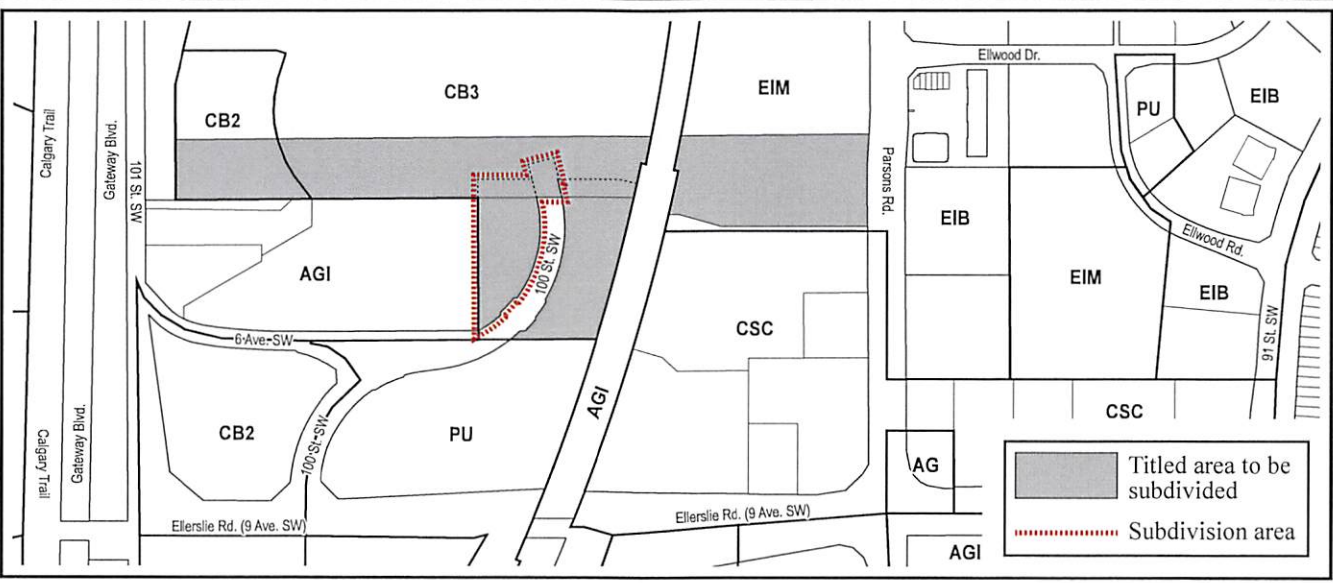 Ellwood Dr.
CB3
EIM
EIB
PU
CB2
Calgary Trail
Gateway Blvd.
101 St. SW
Parsons Rd.
EIB
Ellwood Rd.
100 St. SW
AGI
EIM
EIB
CSC
91 St. SW
6 Ave. SW
AGI
CSC
CB2
PU
100 St. SW
Gateway Blvd.
Calgary Trail
AG
Titled area to be
subdivided
Subdivision area
Ellerslie Rd. (9 Ave. SW)
Ellerslie Rd. (9 Ave. SW)
AGI